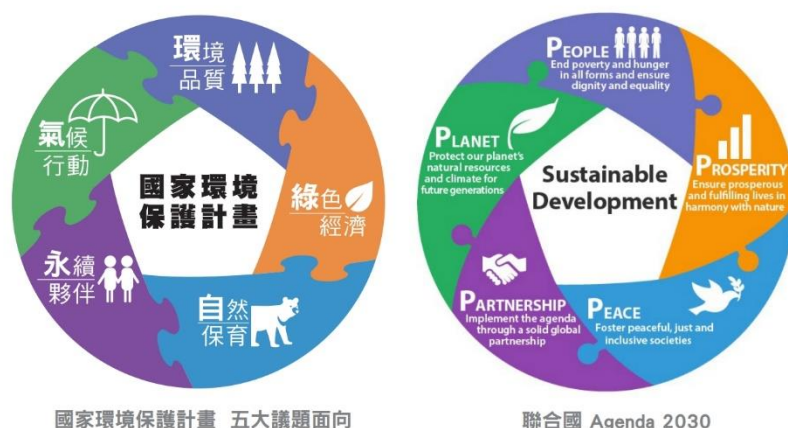 環境
品質
綠色
經濟
自然
保育
永續
夥伴
氣候
行動
國家環境
保護計畫
國家環境保護計畫 五大議題面向
PEOPLE
End poverty and hunger
in all forms and ensure
dignity and equality
PROSPERITY
Ensure prosperous
and fulfilling lives in
harmony with nature
PEACE
Foster peaceful, just and
inclusive societies
PARTNERSHIP
Implement the agenda
through a solid global
partnership
PLANET
Protect our planet's
natural resources
and climate for
future generations
Sustainable
Development
聯合國 Agenda 2030